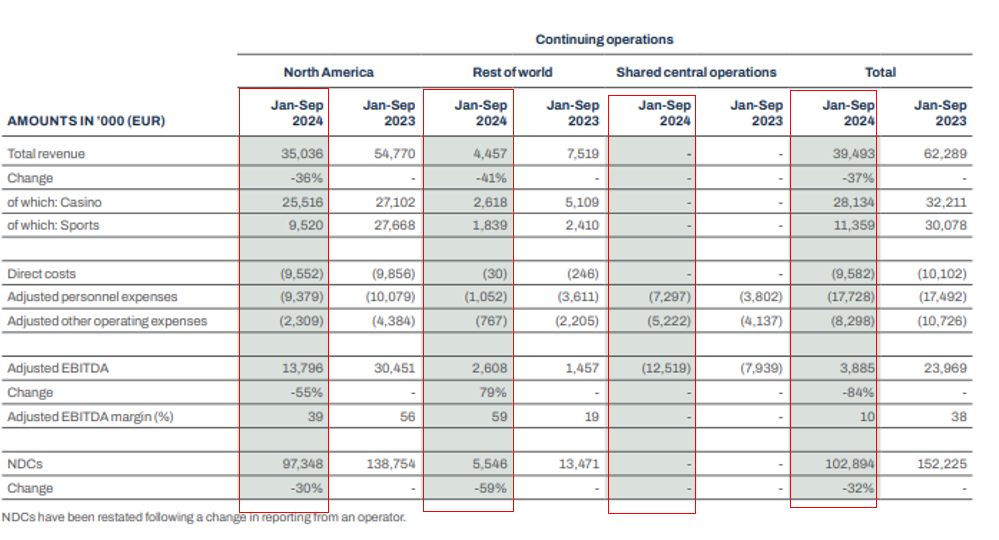 Continuing operations
North America Rest of world Shared central operations Total
Jan-Sep Jan-Sep Jan-Sep Jan-Sep Jan-Sep Jan-Sep Jan-Sep Jan-Sep
AMOUNTS IN '000 (EUR) 2024 2023 2024 2023 2024 2023 2024 2023
Total revenue 35,036 54,770 4,457 7,519 - - 39,493 62,289
Change -36% - -41% - - - -37% -
of which: Casino 25,516 27,102 2,618 5,109 - - 28,134 32,211
of which: Sports 9,520 27,668 1,839 2,410 - - 11,359 30,078
Direct costs (9,552) (9,856) (30) (246) - - (9,582) (10,102)
Adjusted personnel expenses (9,379) (10,079) (1,052) (3,611) (7,297) (3,802) (17,728) (17,492)
Adjusted other operating expenses (2,309) (4,384) (767) (2,205) (5,222) (4,137) (8,298) (10,726)
Adjusted EBITDA 13,796 30,451 2,608 1,457 (12,519) (7,939) 3,885 23,969
Change -55% - 79% - - - -84% -
Adjusted EBITDA margin (%) 39 56 59 19 - - 10 38
NDCs 97,348 138,754 5,546 13,471 - - 102,894 152,225
Change -30% - -59% - - - -32% -
NDCs have been restated following a change in reporting from an operator.